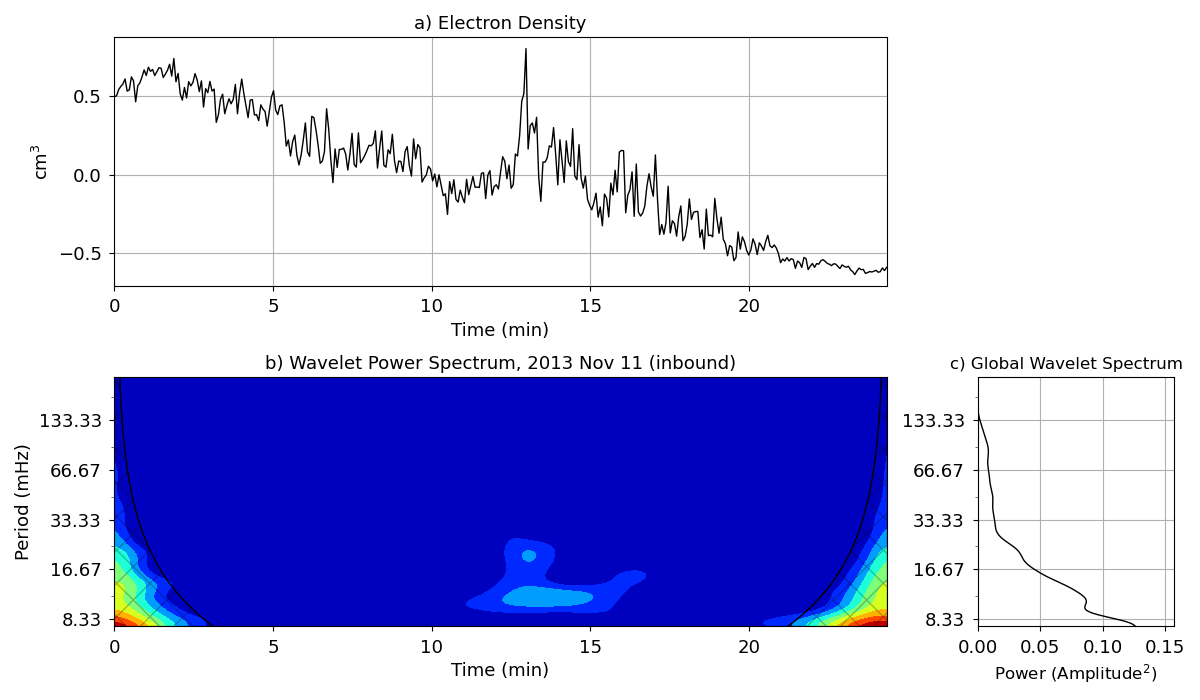 a) Electron Density
cm³
0.5
0.0
−0.5
0 5 10 15 20
Time (min)
b) Wavelet Power Spectrum, 2013 Nov 11 (inbound)
Period (mHz)
133.33
66.67
33.33
16.67
8.33
0 5 10 15 20
Time (min)
c) Global Wavelet Spectrum
133.33
66.67
33.33
16.67
8.33
0.00 0.05 0.10 0.15
Power (Amplitude²)